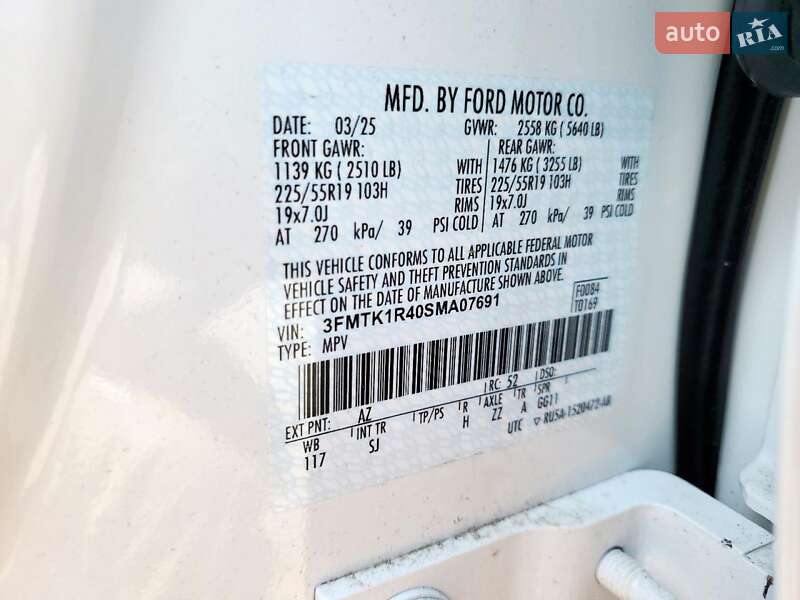 auto RIA.com
MFD. BY FORD MOTOR CO.
DATE: 03/25 GVWR: 2558 KG ( 5640 LB)
FRONT GAWR: REAR GAWR:
1139 KG ( 2510 LB) WITH 1476 KG ( 3255 LB) WITH
225/55R19 103H TIRES 225/55R19 103H TIRES
19x7.0J RIMS 19x7.0J RIMS
AT 270 kPa/ 39 PSI COLD AT 270 kPa/ 39 PSI COLD
THIS VEHICLE CONFORMS TO ALL APPLICABLE FEDERAL MOTOR
VEHICLE SAFETY AND THEFT PREVENTION STANDARDS IN
EFFECT ON THE DATE OF MANUFACTURE SHOWN ABOVE.
VIN: 3FMTK1R40SMA07691 F0084
TYPE: MPV T0169
RC: 52 DSO:
EXT PNT: AZ
WB INT TR TP/PS R AXLE TR SPR
117 SJ H ZZ A GG11
UTC ▽ RU5A-1520472-AB